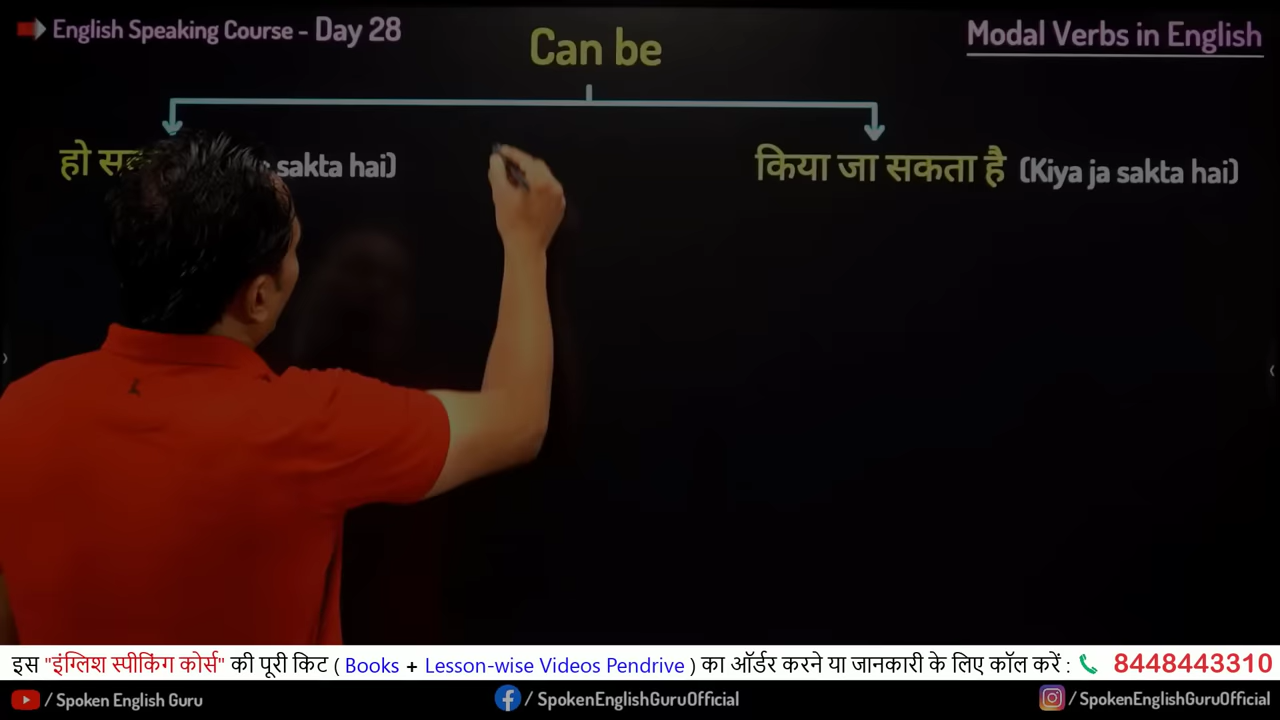 English Speaking Course - Day 28
Can be
Modal Verbs in English
हो sakta hai)
किया जा सकता है (Kiya ja sakta hai)
इस "इंग्लिश स्पीकिंग कोर्स" की पूरी किट ( Books + Lesson-wise Videos Pendrive ) का ऑर्डर करने या जानकारी के लिए कॉल करें : 8448443310
/ Spoken English Guru
/ SpokenEnglishGuruOfficial
/ SpokenEnglishGuruOfficial